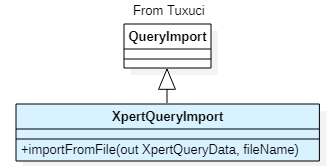 From Tuxuci
QueryImport
XpertQueryImport
+importFromFile(out XpertQueryData, fileName)